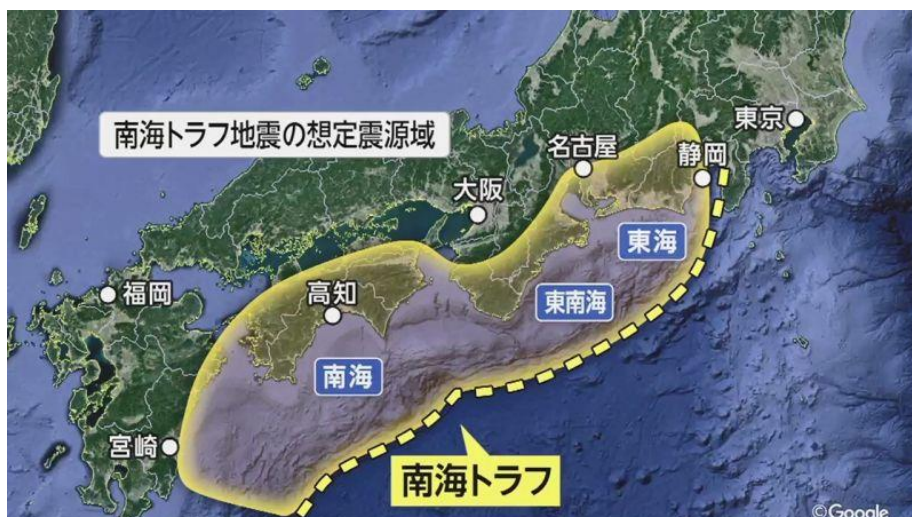 南海トラフ地震の想定震源域
東京
名古屋
静岡
大阪
東海
福岡
高知
東南海
南海
宮崎
南海トラフ
©Google